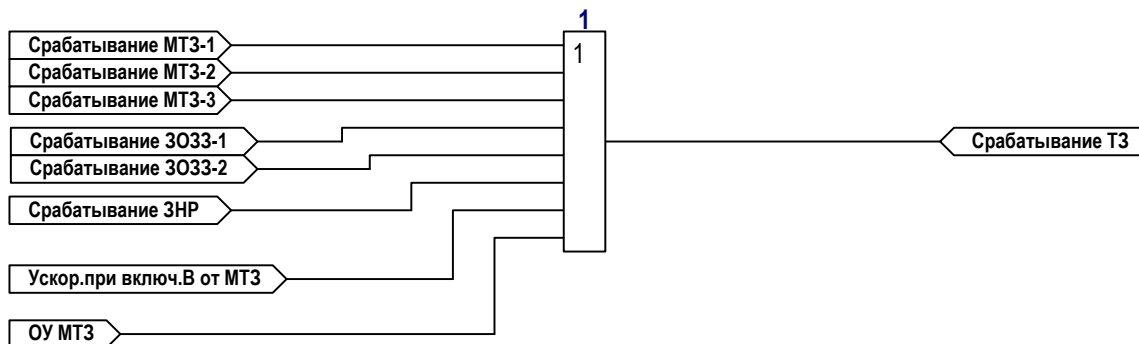 1
Срабатывание МТЗ-1
1
Срабатывание МТЗ-2
Срабатывание МТЗ-3
Срабатывание ЗОЗЗ-1
Срабатывание ТЗ
Срабатывание ЗОЗЗ-2
Срабатывание ЗНР
Ускор.при включ.В от МТЗ
ОУ МТЗ